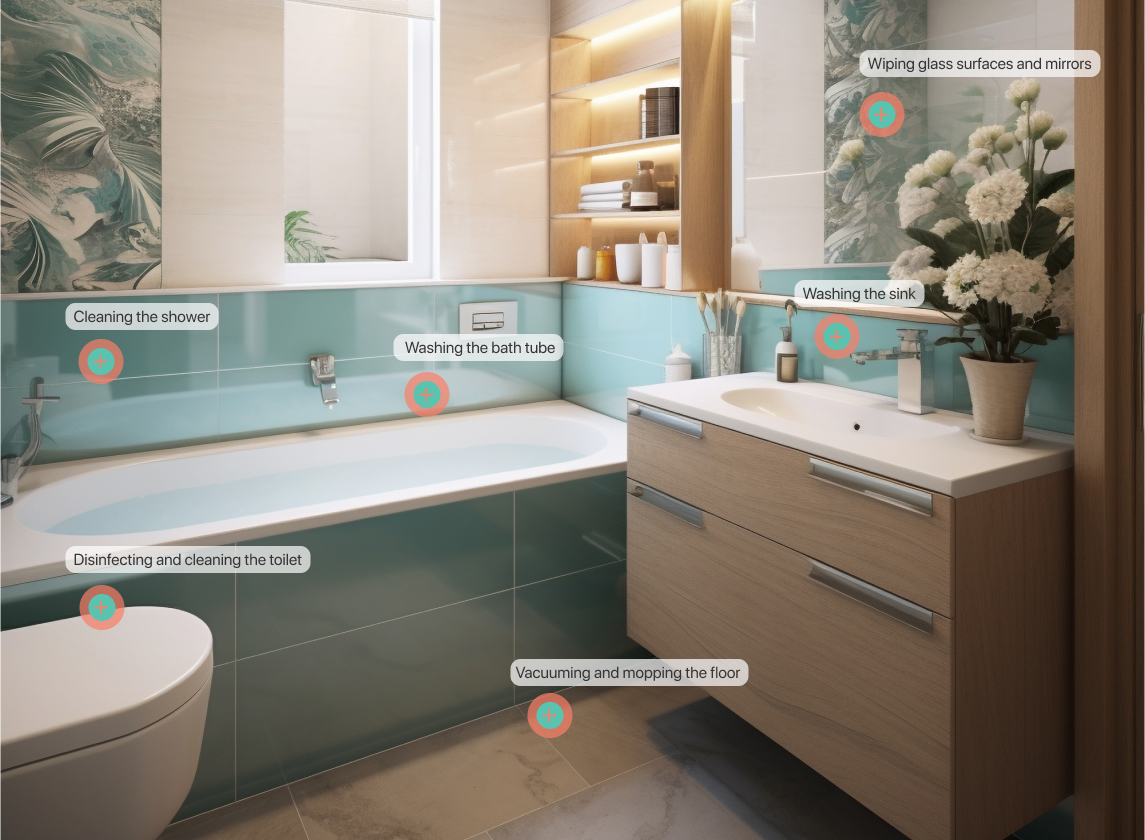 Wiping glass surfaces and mirrors
Washing the sink
Cleaning the shower
Washing the bath tube
Disinfecting and cleaning the toilet
Vacuuming and mopping the floor